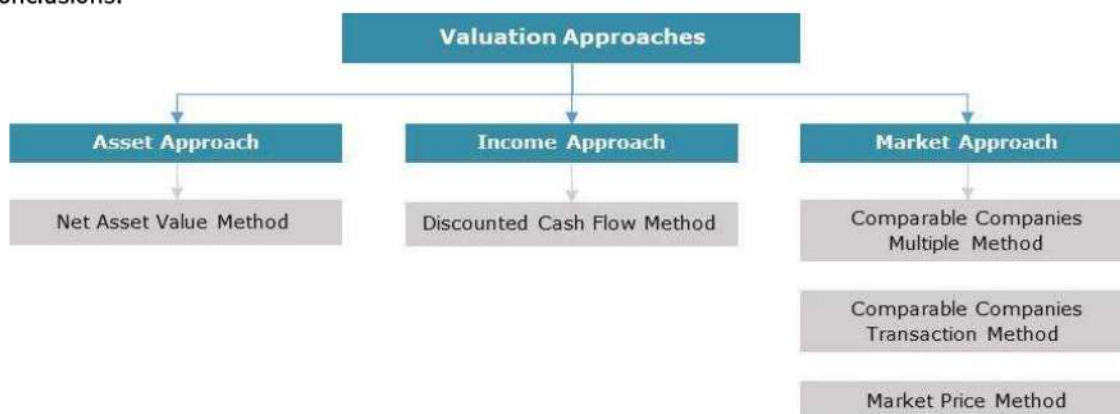 Valuation Approaches
Asset Approach
Income Approach
Market Approach
Net Asset Value Method
Discounted Cash Flow Method
Comparable Companies
Multiple Method
Comparable Companies
Transaction Method
Market Price Method